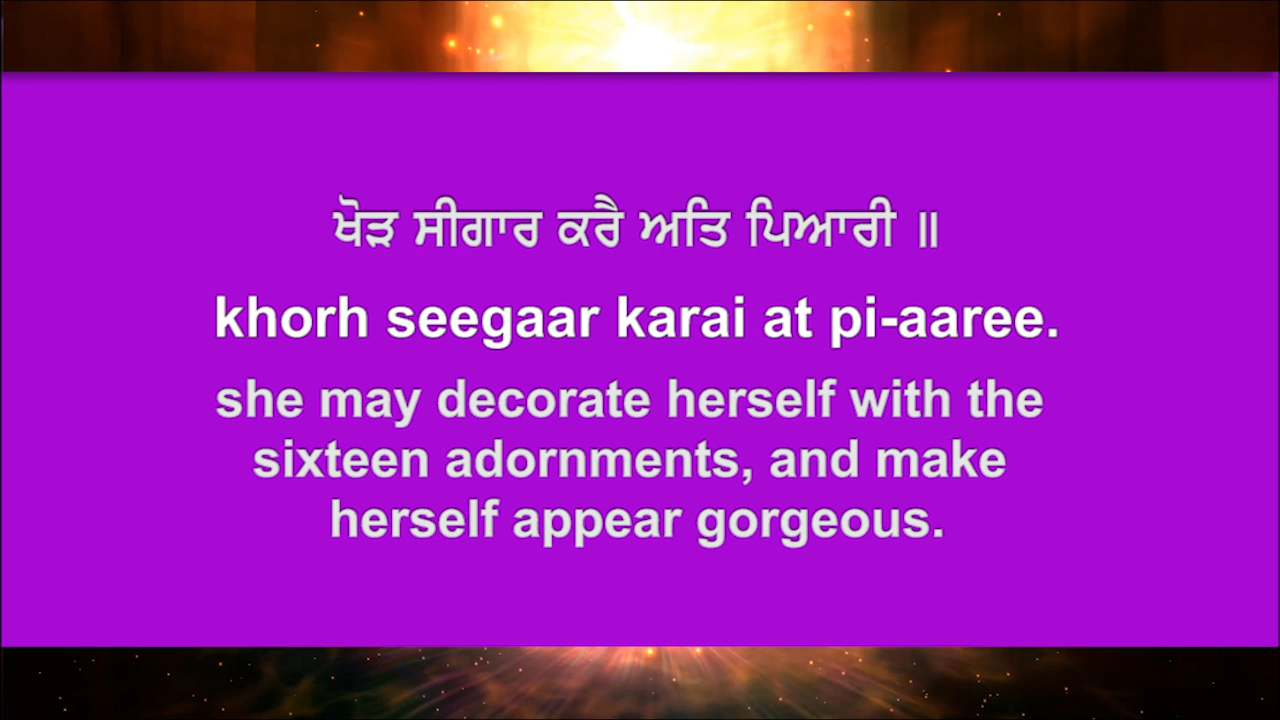 ਖੋੜ ਸੀਗਾਰ ਕਰੈ ਅਤਿ ਪਿਆਰੀ ॥
khorh seegaar karai at pi-aaree.
she may decorate herself with the
sixteen adornments, and make
herself appear gorgeous.